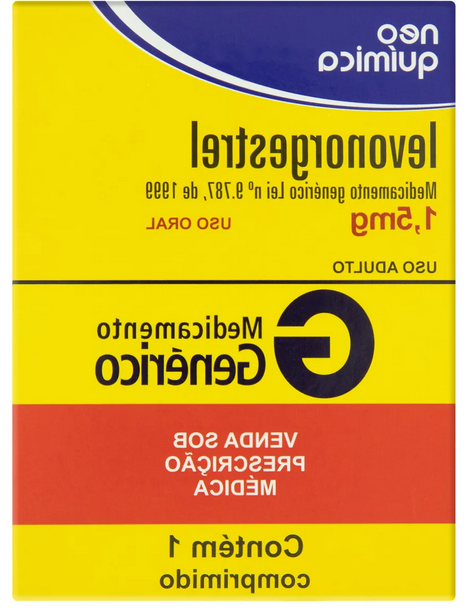 neo
química
levonorgestrel
Medicamento genérico Lei nº 9.787, de 1999
1,5mg
USO ORAL
USO ADULTO
G
Medicamento
Genérico
VENDA SOB
PRESCRIÇÃO
MÉDICA
Contém 1
comprimido